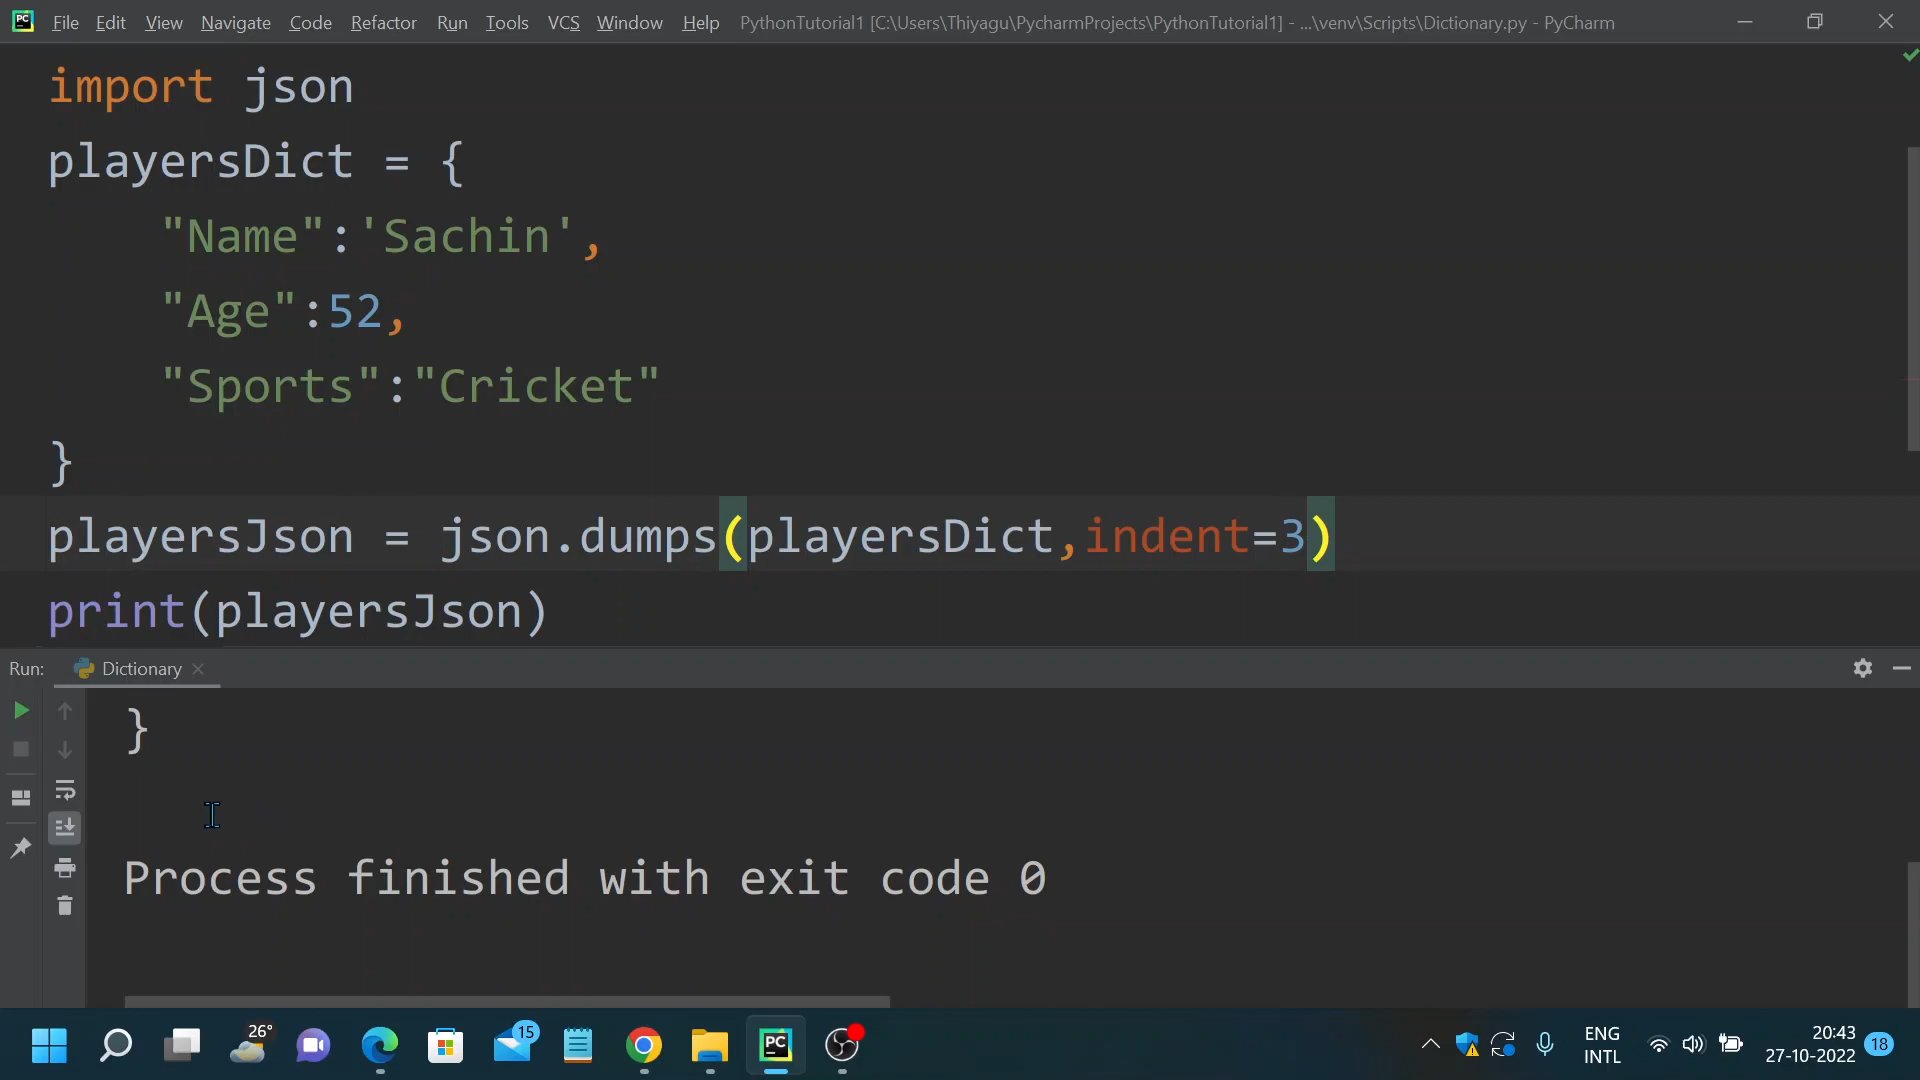 PC File Edit View Navigate Code Refactor Run Tools VCS Window Help PythonTutorial1 [C:\Users\Thiyagu\PycharmProjects\PythonTutorial1] - ...\venv\Scripts\Dictionary.py - PyCharm
import json
playersDict = {
"Name":'Sachin',
"Age":52,
"Sports":"Cricket"
}
playersJson = json.dumps(playersDict,indent=3)
print(playersJson)
Run: Dictionary
}
Process finished with exit code 0
26° 15 PC ENG 20:43
INTL 27-10-2022 18